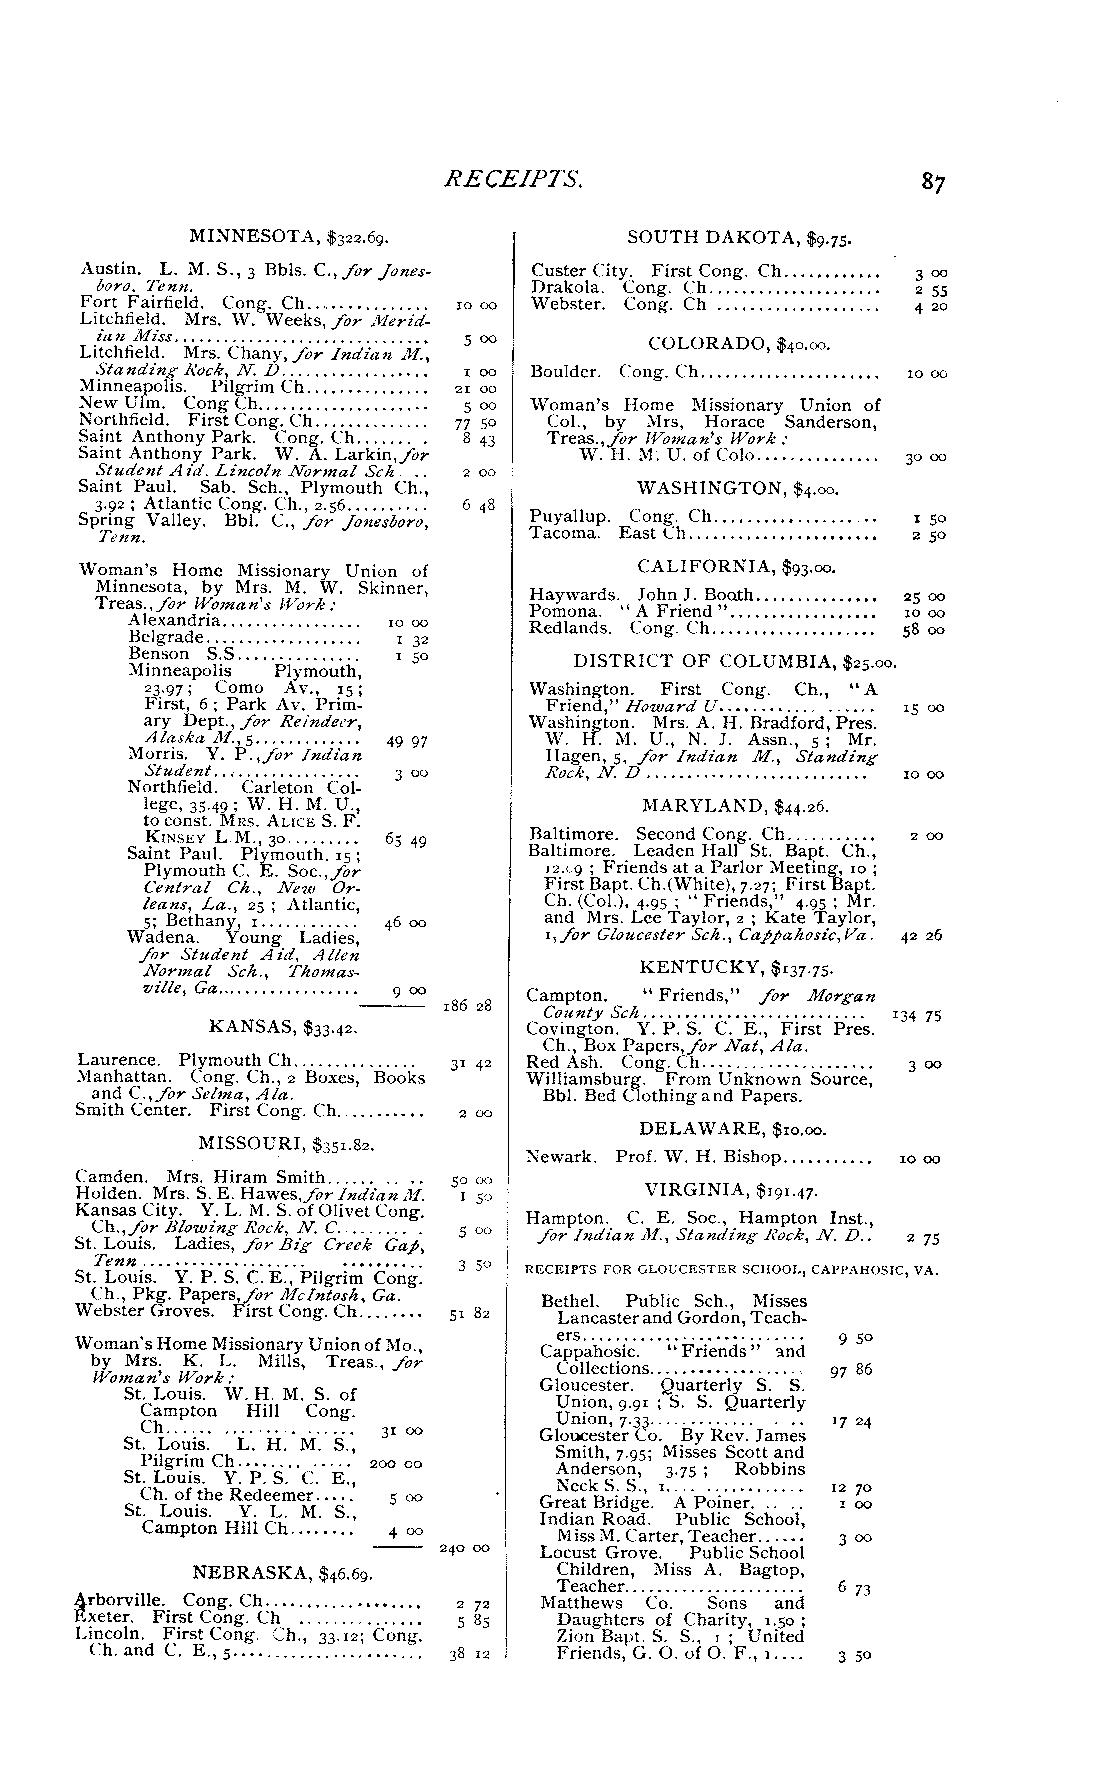 RECEIPTS.
87
MINNESOTA, $322.69.
Austin. L. M. S., 3 Bbls. C., for Jones-
boro, Tenn.
Fort Fairfield. Cong. Ch............... 10 00
Litchfield. Mrs. W. Weeks, for Merid-
ian Miss............................... 5 00
Litchfield. Mrs. Chany, for Indian M.,
Standing Rock, N. D.................. 1 00
Minneapolis. Pilgrim Ch............... 21 00
New Ulm. Cong Ch..................... 5 00
Northfield. First Cong. Ch.............. 77 50
Saint Anthony Park. Cong. Ch........ . 8 43
Saint Anthony Park. W. A. Larkin, for
Student Aid. Lincoln Normal Sch. .. 2 00
Saint Paul. Sab. Sch., Plymouth Ch.,
3.92; Atlantic Cong. Ch., 2.56.......... 6 48
Spring Valley. Bbl. C., for Jonesboro,
Tenn.
Woman's Home Missionary Union of
Minnesota, by Mrs. M. W. Skinner,
Treas., for Woman's Work:
Alexandria................. 10 00
Belgrade................... 1 32
Benson S.S............... 1 50
Minneapolis Plymouth,
23.97; Como Av., 15;
First, 6; Park Av. Prim-
ary Dept., for Reindeer,
Alaska M., 5............. 49 97
Morris. Y. P., for Indian
Student.................. 3 00
Northfield. Carleton Col-
lege, 35.49; W. H. M. U.,
to const. MRS. ALICE S. F.
KINSEY L.M., 30......... 65 49
Saint Paul. Plymouth, 15;
Plymouth C. E. Soc., for
Central Ch., New Or-
leans, La., 25; Atlantic,
5; Bethany, 1............ 46 00
Wadena. Young Ladies,
for Student Aid, Allen
Normal Sch., Thomas-
ville, Ga................. 9 00
186 28
KANSAS, $33.42.
Laurence. Plymouth Ch............... 31 42
Manhattan. Cong. Ch., 2 Boxes, Books
and C., for Selma, Ala.
Smith Center. First Cong. Ch........... 2 00
MISSOURI, $351.82.
Camden. Mrs. Hiram Smith...... .. .. 50 00
Holden. Mrs. S. E. Hawes, for Indian M. 1 50
Kansas City. Y. L. M. S. of Olivet Cong.
Ch., for Blowing Rock, N. C.......... 5 00
St. Louis. Ladies, for Big Creek Gap,
Tenn.................... .......... 3 50
St. Louis. Y. P. S. C. E., Pilgrim Cong.
Ch., Pkg. Papers, for McIntosh, Ga.
Webster Groves. First Cong. Ch........ 51 82
Woman's Home Missionary Union of Mo.,
by Mrs. K. L. Mills, Treas., for
Woman's Work:
St. Louis. W. H. M. S. of
Campton Hill Cong.
Ch...................... 31 00
St. Louis. L. H. M. S.,
Pilgrim Ch............. 200 00
St. Louis. Y. P. S. C. E.,
Ch. of the Redeemer..... 5 00
St. Louis. Y. L. M. S.,
Campton Hill Ch........ 4 00
240 00
NEBRASKA, $46.69.
Arborville. Cong. Ch................... 2 72
Exeter. First Cong. Ch ............... 5 85
Lincoln. First Cong. Ch., 33.12; Cong.
Ch. and C. E., 5....................... 38 12
SOUTH DAKOTA, $9.75.
Custer City. First Cong. Ch............ 3 00
Drakola. Cong. Ch..................... 2 55
Webster. Cong. Ch .................... 4 20
COLORADO, $40.00.
Boulder. Cong. Ch...................... 10 00
Woman's Home Missionary Union of
Col., by Mrs, Horace Sanderson,
Treas., for Woman's Work:
W. H. M. U. of Colo............... 30 00
WASHINGTON, $4.00.
Puyallup. Cong. Ch.................... 1 50
Tacoma. East Ch....................... 2 50
CALIFORNIA, $93.00.
Haywards. John J. Booth............... 25 00
Pomona. "A Friend".................. 10 00
Redlands. Cong. Ch.................... 58 00
DISTRICT OF COLUMBIA, $25.00.
Washington. First Cong. Ch., "A
Friend," Howard U............ ...... 15 00
Washington. Mrs. A. H. Bradford, Pres.
W. H. M. U., N. J. Assn., 5; Mr.
Hagen, 5, for Indian M., Standing
Rock, N. D........................... 10 00
MARYLAND, $44.26.
Baltimore. Second Cong. Ch........... 2 00
Baltimore. Leaden Hall St. Bapt. Ch.,
12.09; Friends at a Parlor Meeting, 10;
First Bapt. Ch. (White), 7.27; First Bapt.
Ch. (Col.), 4.95; "Friends," 4.95; Mr.
and Mrs. Lee Taylor, 2; Kate Taylor,
1, for Gloucester Sch., Cappahosic, Va. 42 26
KENTUCKY, $137.75.
Campton. "Friends," for Morgan
County Sch........................... 134 75
Covington. Y. P. S. C. E., First Pres.
Ch., Box Papers, for Nat, Ala.
Red Ash. Cong. Ch..................... 3 00
Williamsburg. From Unknown Source,
Bbl. Bed Clothing and Papers.
DELAWARE, $10.00.
Newark. Prof. W. H. Bishop........... 10 00
VIRGINIA, $191.47.
Hampton. C. E. Soc., Hampton Inst.,
for Indian M., Standing Rock, N. D.. 2 75
RECEIPTS FOR GLOUCESTER SCHOOL, CAPPAHOSIC, VA.
Bethel. Public Sch., Misses
Lancaster and Gordon, Teach-
ers........................... 9 50
Cappahosic. "Friends" and
Collections................... 97 86
Gloucester. Quarterly S. S.
Union, 9.91; S. S. Quarterly
Union, 7.33............. . .. 17 24
Gloucester Co. By Rev. James
Smith, 7.95; Misses Scott and
Anderson, 3.75; Robbins
Neck S. S., 1................. 12 70
Great Bridge. A Poiner. .. .. 1 00
Indian Road. Public School,
Miss M. Carter, Teacher...... 3 00
Locust Grove. Public School
Children, Miss A. Bagtop,
Teacher...................... 6 73
Matthews Co. Sons and
Daughters of Charity, 1.50;
Zion Bapt. S. S., 1; United
Friends, G. O. of O. F., 1.... 3 50